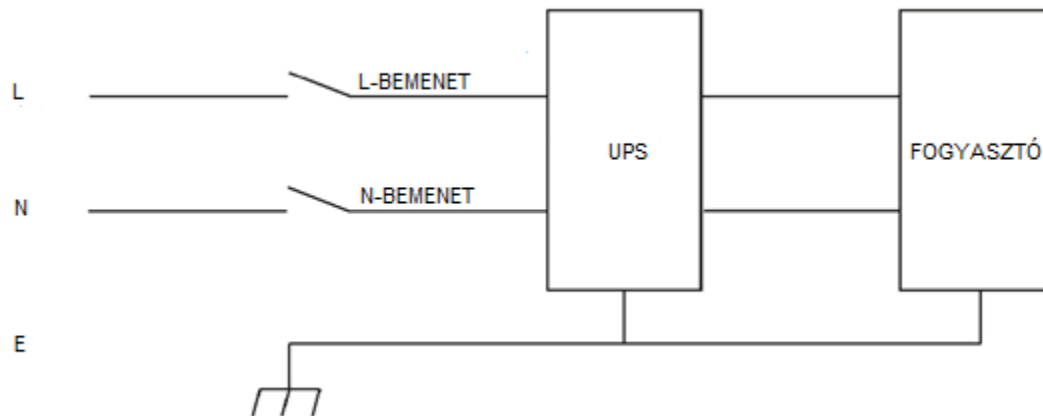 L
L-BEMENET
UPS
FOGYASZTÓ
N
N-BEMENET
E